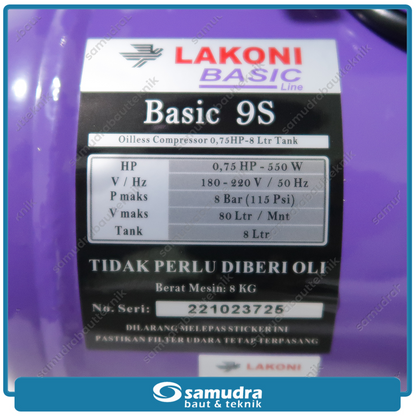 LAKONI
BASIC
Line
Basic 9S
Oilless Compressor 0,75HP-8 Ltr Tank
HP 0,75 HP - 550 W
V / Hz 180 - 220 V / 50 Hz
P maks 8 Bar (115 Psi)
V maks 80 Ltr / Mnt
Tank 8 Ltr
TIDAK PERLU DIBERI OLI
Berat Mesin: 8 KG
No. Seri: 221023725
DILARANG MELEPAS STICKER INI
PASTIKAN FILTER UDARA TETAP TERPASANG
LAKONI
samudra
baut & teknik